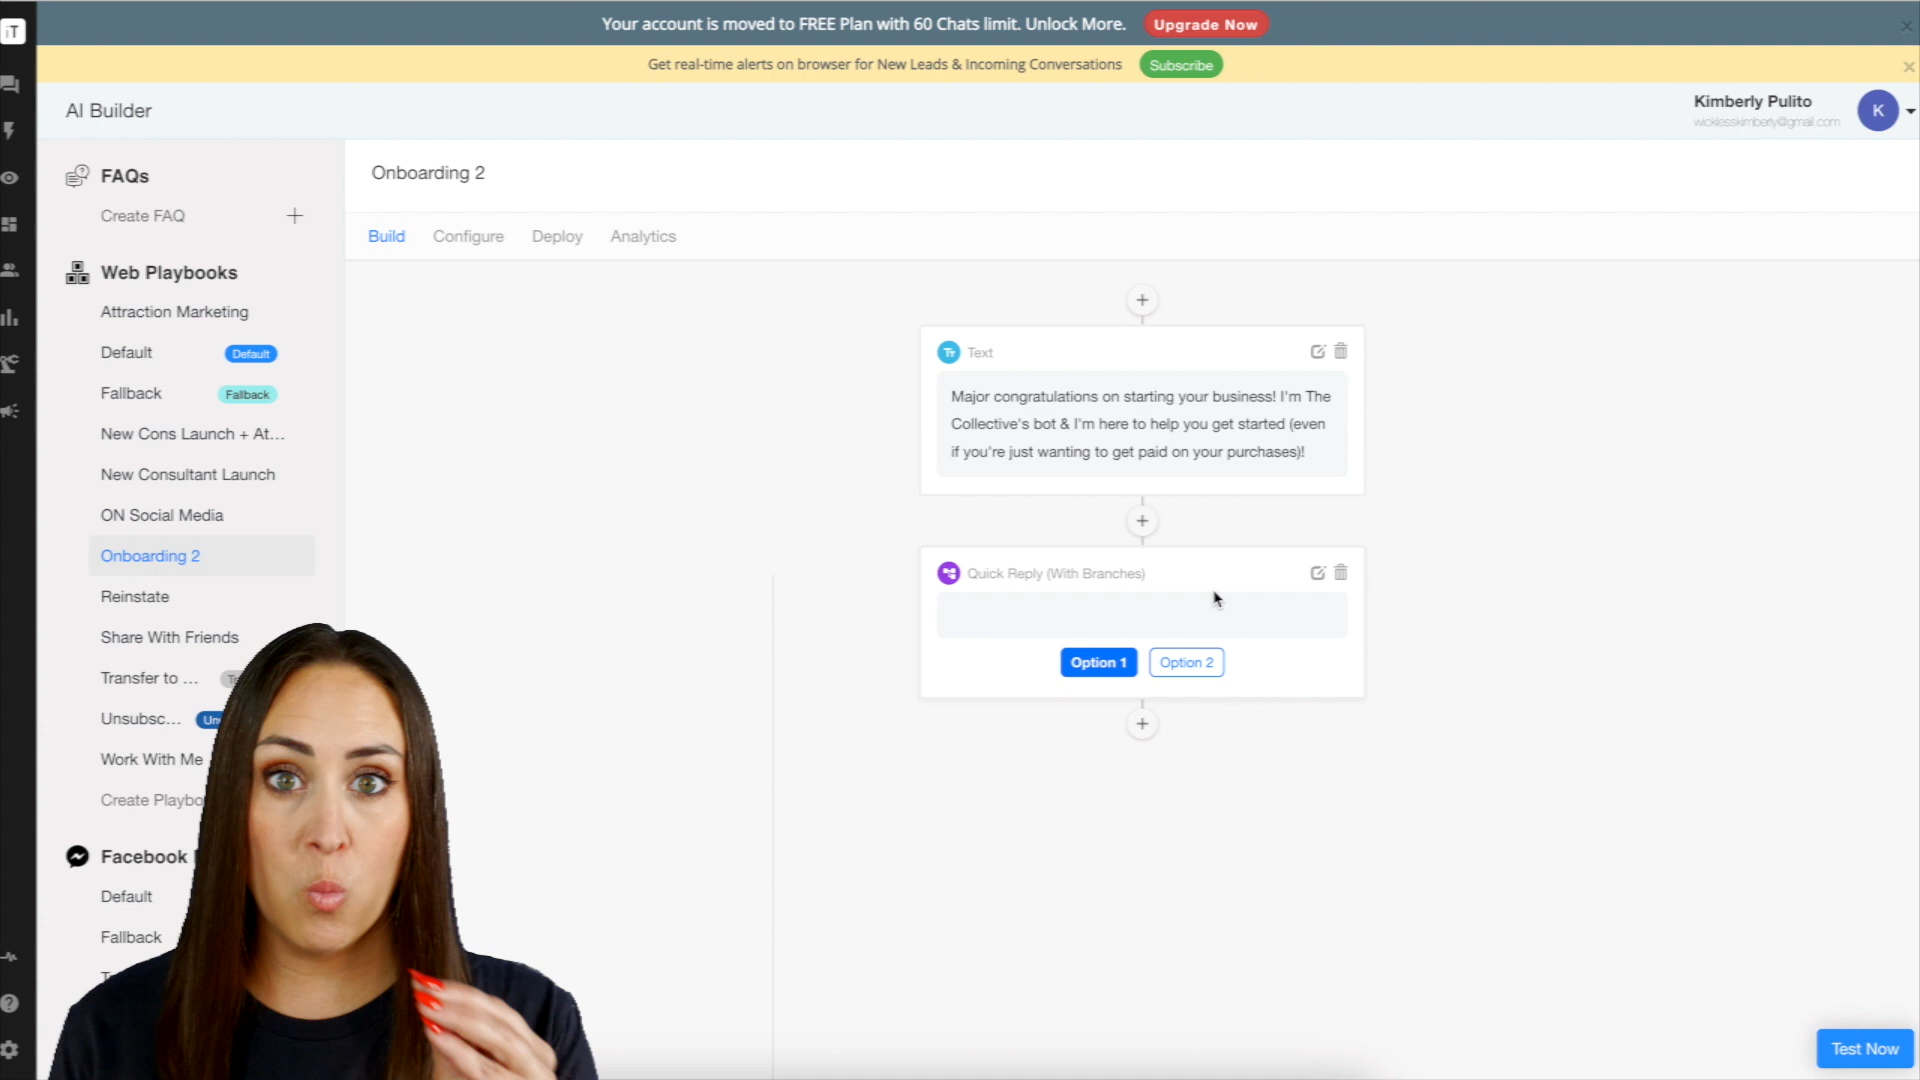 Your account is moved to FREE Plan with 60 Chats limit. Unlock More.
Upgrade Now
Get real-time alerts on browser for New Leads & Incoming Conversations
Subscribe
AI Builder
Kimberly Pulito
wicklesskimberly@gmail.com
K
FAQs
Create FAQ
Web Playbooks
Attraction Marketing
Default
Default
Fallback
Fallback
New Cons Launch + At...
New Consultant Launch
ON Social Media
Onboarding 2
Reinstate
Share With Friends
Transfer to ...
Unsubsc...
Work With Me
Create Playbo
Facebook
Default
Fallback
Onboarding 2
Build
Configure
Deploy
Analytics
Text
Major congratulations on starting your business! I'm The
Collective's bot & I'm here to help you get started (even
if you're just wanting to get paid on your purchases)!
Quick Reply (With Branches)
Option 1
Option 2
Test Now